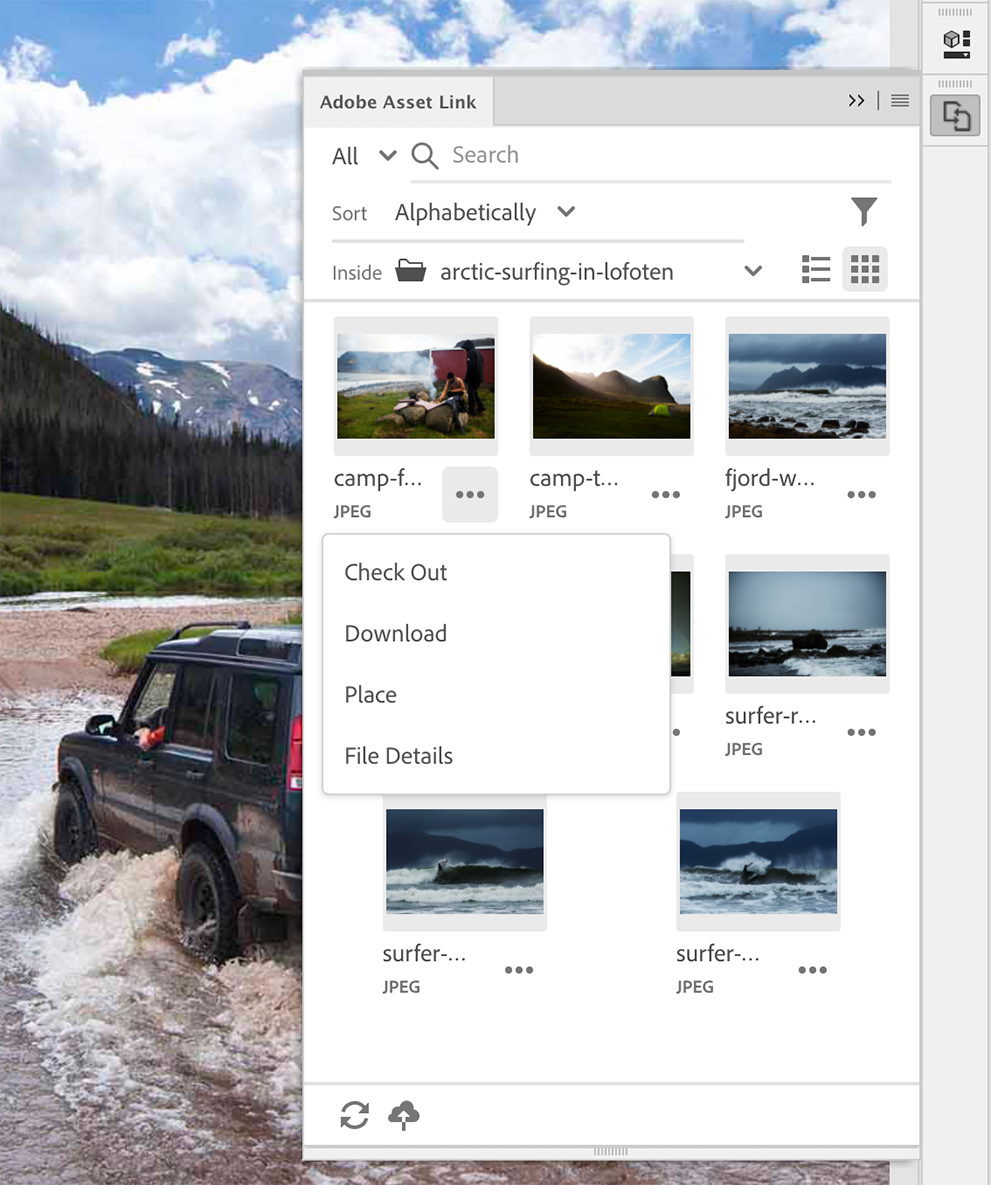 Adobe Asset Link
All Search
Sort Alphabetically
Inside arctic-surfing-in-lofoten
camp-f... camp-t... fjord-w...
JPEG JPEG JPEG
Check Out
Download
Place
File Details
surfer-r...
JPEG
surfer-... surfer-...
JPEG JPEG